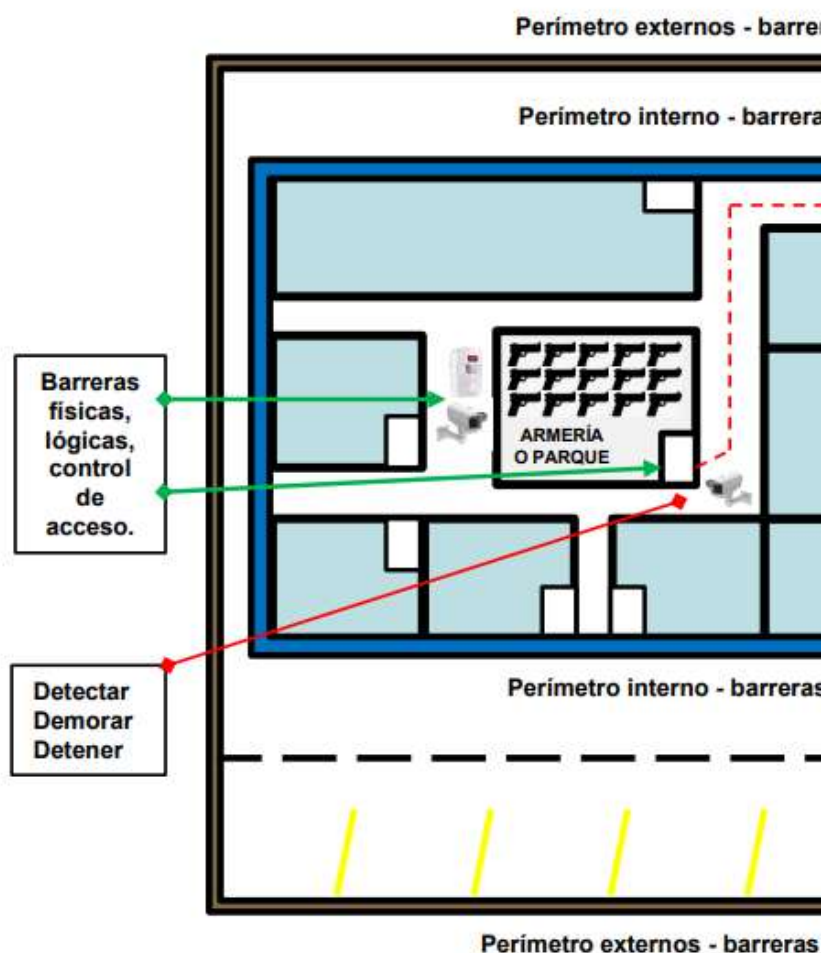 Perímetro externos - barrer
Perímetro interno - barrera
Barreras
físicas,
lógicas,
control
de
acceso.
ARMERÍA
O PARQUE
Detectar
Demorar
Detener
Perímetro interno - barreras
Perímetro externos - barreras